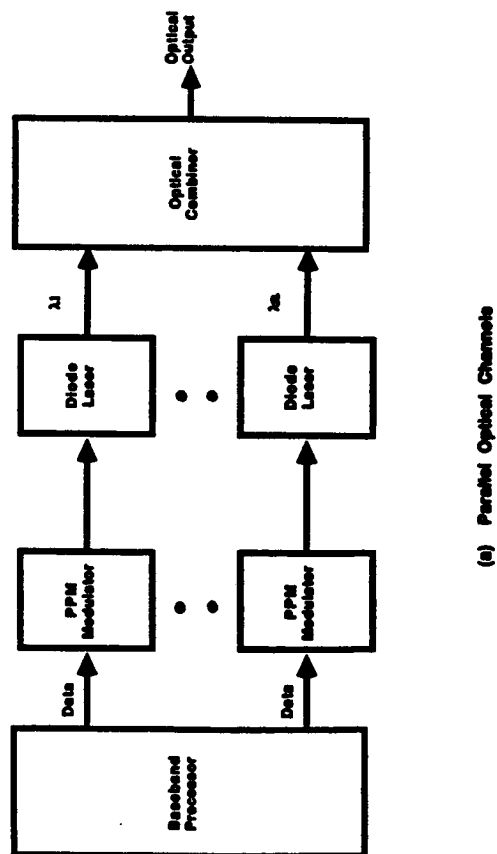 Baseband
Processor
Data
Data
PPM
Modulator
PPM
Modulator
Diode
Laser
Diode
Laser
λ1
Optical
Combiner
Optical
Output
(a) Parallel Optical Channels